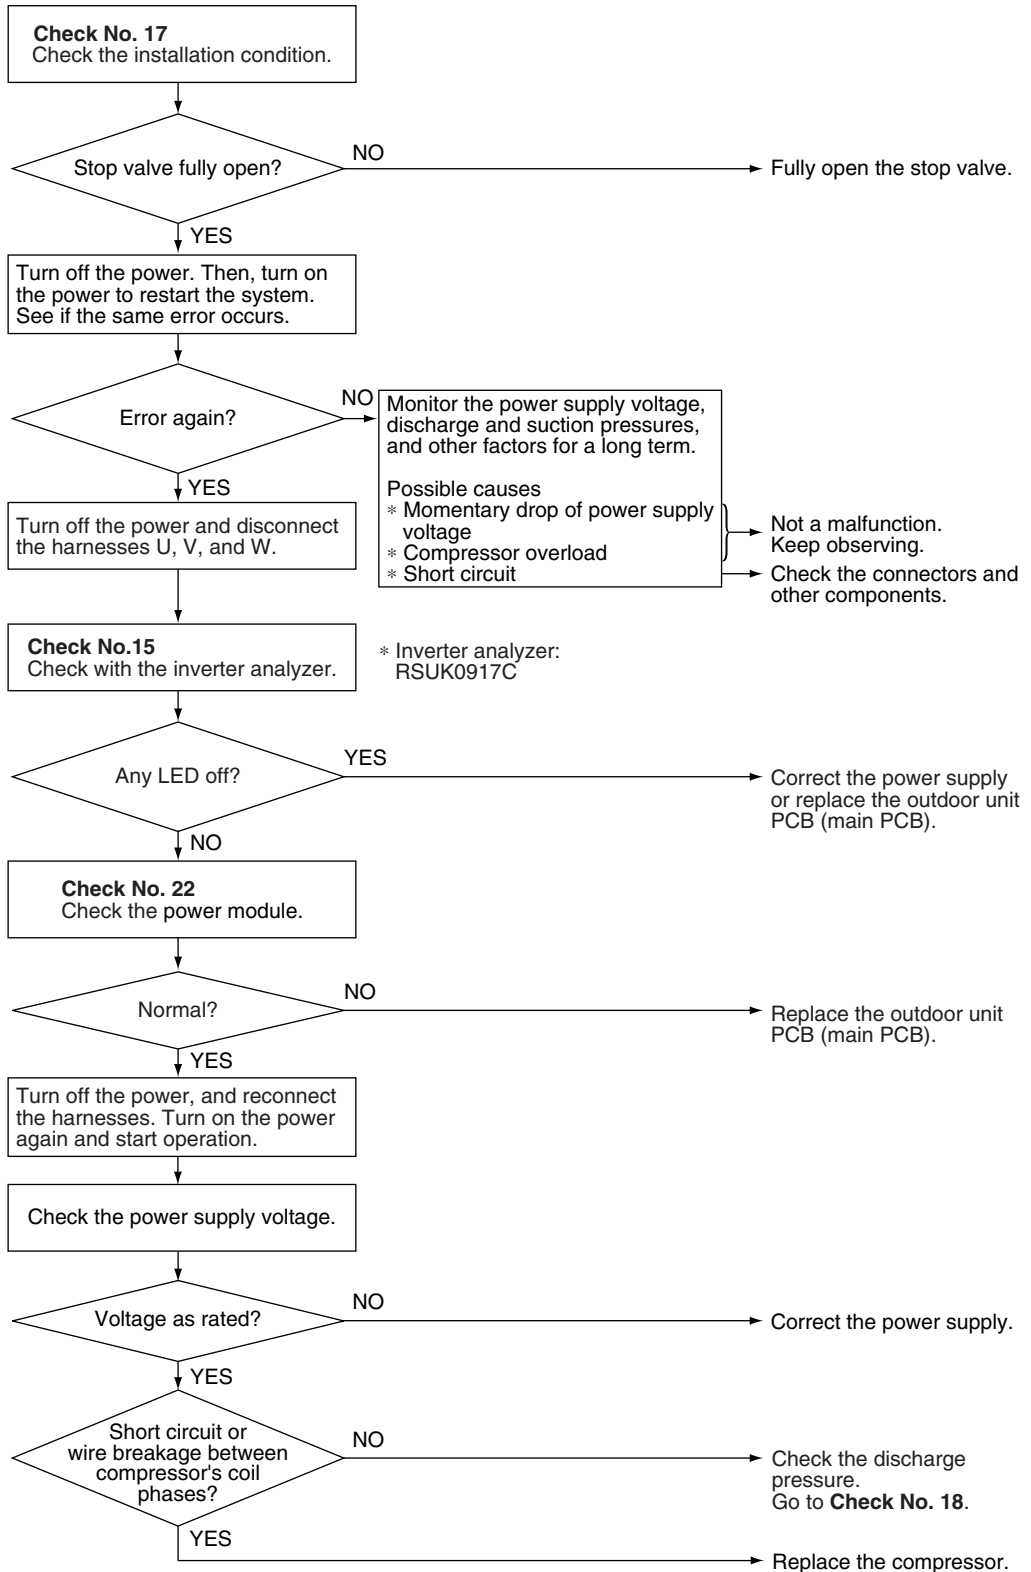 Check No. 17
Check the installation condition.
Stop valve fully open?
NO
Fully open the stop valve.
YES
Turn off the power. Then, turn on
the power to restart the system.
See if the same error occurs.
Error again?
NO
Monitor the power supply voltage,
discharge and suction pressures,
and other factors for a long term.
Possible causes
* Momentary drop of power supply
voltage
* Compressor overload
* Short circuit
Not a malfunction.
Keep observing.
Check the connectors and
other components.
YES
Turn off the power and disconnect
the harnesses U, V, and W.
Check No.15
Check with the inverter analyzer.
* Inverter analyzer:
RSUK0917C
Any LED off?
YES
Correct the power supply
or replace the outdoor unit
PCB (main PCB).
NO
Check No. 22
Check the power module.
Normal?
NO
Replace the outdoor unit
PCB (main PCB).
YES
Turn off the power, and reconnect
the harnesses. Turn on the power
again and start operation.
Check the power supply voltage.
Voltage as rated?
NO
Correct the power supply.
YES
Short circuit or
wire breakage between
compressor's coil
phases?
NO
Check the discharge
pressure.
Go to Check No. 18.
YES
Replace the compressor.